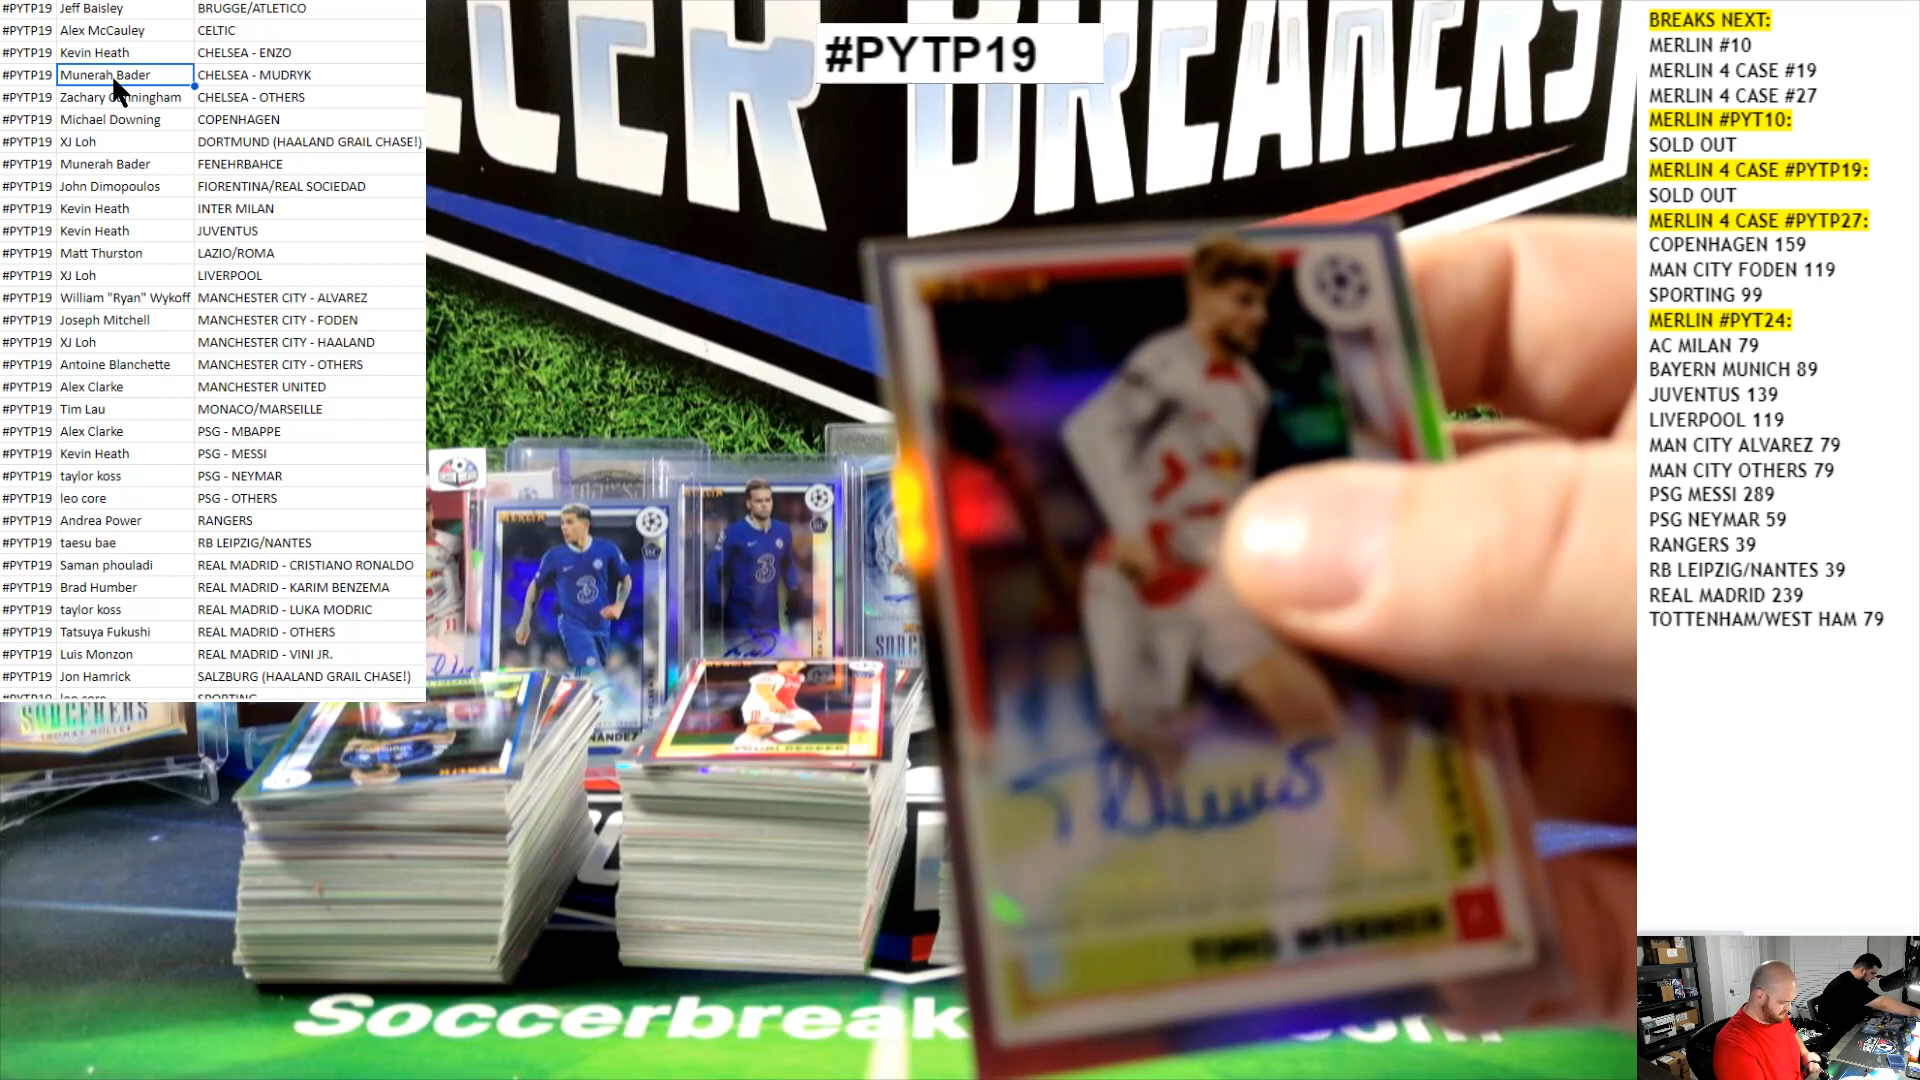 #PYTP19 Jeff Baisley BRUGGE/ATLETICO
#PYTP19 Alex McCauley CELTIC
#PYTP19 Kevin Heath CHELSEA - ENZO
#PYTP19 Munerah Bader CHELSEA - MUDRYK
#PYTP19 Zachary CHELSEA - OTHERS
#PYTP19 Michael Downing COPENHAGEN
#PYTP19 XJ Loh DORTMUND (HAALAND GRAIL CHASE!)
#PYTP19 Munerah Bader FENEHRBAHCE
#PYTP19 John Dimopoulos FIORENTINA/REAL SOCIEDAD
#PYTP19 Kevin Heath INTER MILAN
#PYTP19 Kevin Heath JUVENTUS
#PYTP19 Matt Thurston LAZIO/ROMA
#PYTP19 XJ Loh LIVERPOOL
#PYTP19 William "Ryan" Wykoff MANCHESTER CITY - ALVAREZ
#PYTP19 Joseph Mitchell MANCHESTER CITY - FODEN
#PYTP19 XJ Loh MANCHESTER CITY - HAALAND
#PYTP19 Antoine Blanchette MANCHESTER CITY - OTHERS
#PYTP19 Alex Clarke MANCHESTER UNITED
#PYTP19 Tim Lau MONACO/MARSEILLE
#PYTP19 Alex Clarke PSG - MBAPPE
#PYTP19 Kevin Heath PSG - MESSI
#PYTP19 taylor koss PSG - NEYMAR
#PYTP19 leo core PSG - OTHERS
#PYTP19 Andrea Power RANGERS
#PYTP19 taesu bae RB LEIPZIG/NANTES
#PYTP19 Saman phouladi REAL MADRID - CRISTIANO RONALDO
#PYTP19 Brad Humber REAL MADRID - KARIM BENZEMA
#PYTP19 taylor koss REAL MADRID - LUKA MODRIC
#PYTP19 Tatsuya Fukushi REAL MADRID - OTHERS
#PYTP19 Luis Monzon REAL MADRID - VINI JR.
#PYTP19 Jon Hamrick SALZBURG (HAALAND GRAIL CHASE!)
#PYTP19
BREAKERS
MERLIN
MERLIN
TIMO WERNER
SORCERERS
Soccerbreak
BREAKS NEXT:
MERLIN #10
MERLIN 4 CASE #19
MERLIN 4 CASE #27
MERLIN #PYT10:
SOLD OUT
MERLIN 4 CASE #PYTP19:
SOLD OUT
MERLIN 4 CASE #PYTP27:
COPENHAGEN 159
MAN CITY FODEN 119
SPORTING 99
MERLIN #PYT24:
AC MILAN 79
BAYERN MUNICH 89
JUVENTUS 139
LIVERPOOL 119
MAN CITY ALVAREZ 79
MAN CITY OTHERS 79
PSG MESSI 289
PSG NEYMAR 59
RANGERS 39
RB LEIPZIG/NANTES 39
REAL MADRID 239
TOTTENHAM/WEST HAM 79